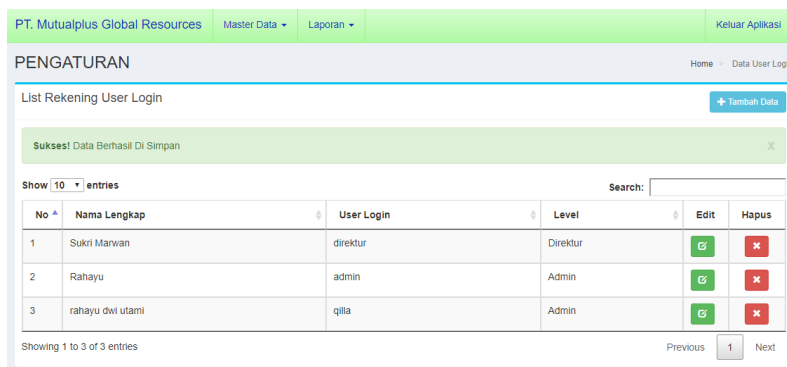 PT. Mutualplus Global Resources Master Data Laporan Keluar Aplikasi
PENGATURAN Home > Data User Log
List Rekening User Login + Tambah Data
Sukses! Data Berhasil Di Simpan X
Show 10 entries Search:
No Nama Lengkap User Login Level Edit Hapus
1 Sukri Marwan direktur Direktur
2 Rahayu admin Admin
3 rahayu dwi utami qilla Admin
Showing 1 to 3 of 3 entries Previous 1 Next